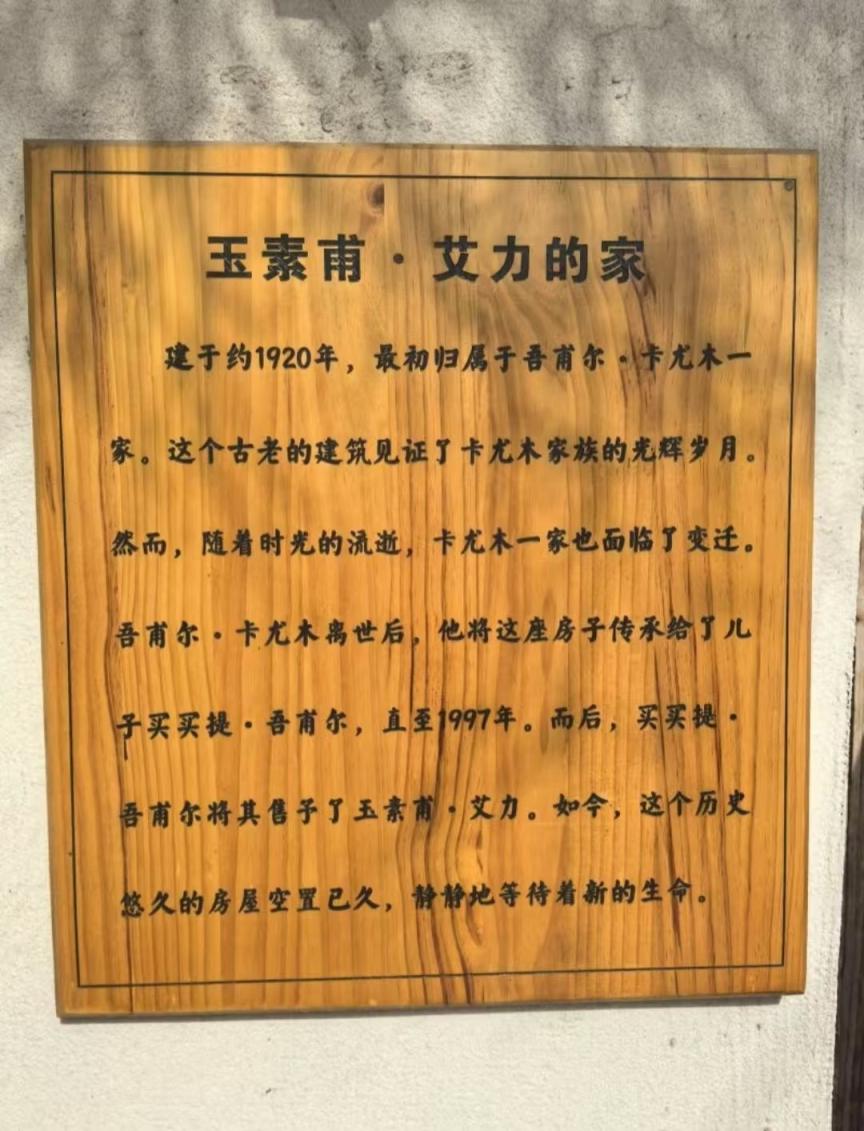 玉素甫·艾力的家
建于约1920年，最初归属于吾甫尔·卡尤木一
家。这个古老的建筑见证了卡尤木家族的光辉岁月。
然而，随着时光的流逝，卡尤木一家也面临了变迁。
吾甫尔·卡尤木离世后，他将这座房子传承给了儿
子买买提·吾甫尔，直至1997年。而后，买买提·
吾甫尔将其售予了玉素甫·艾力。如今，这个历史
悠久的房屋空置已久，静静地等待着新的生命。